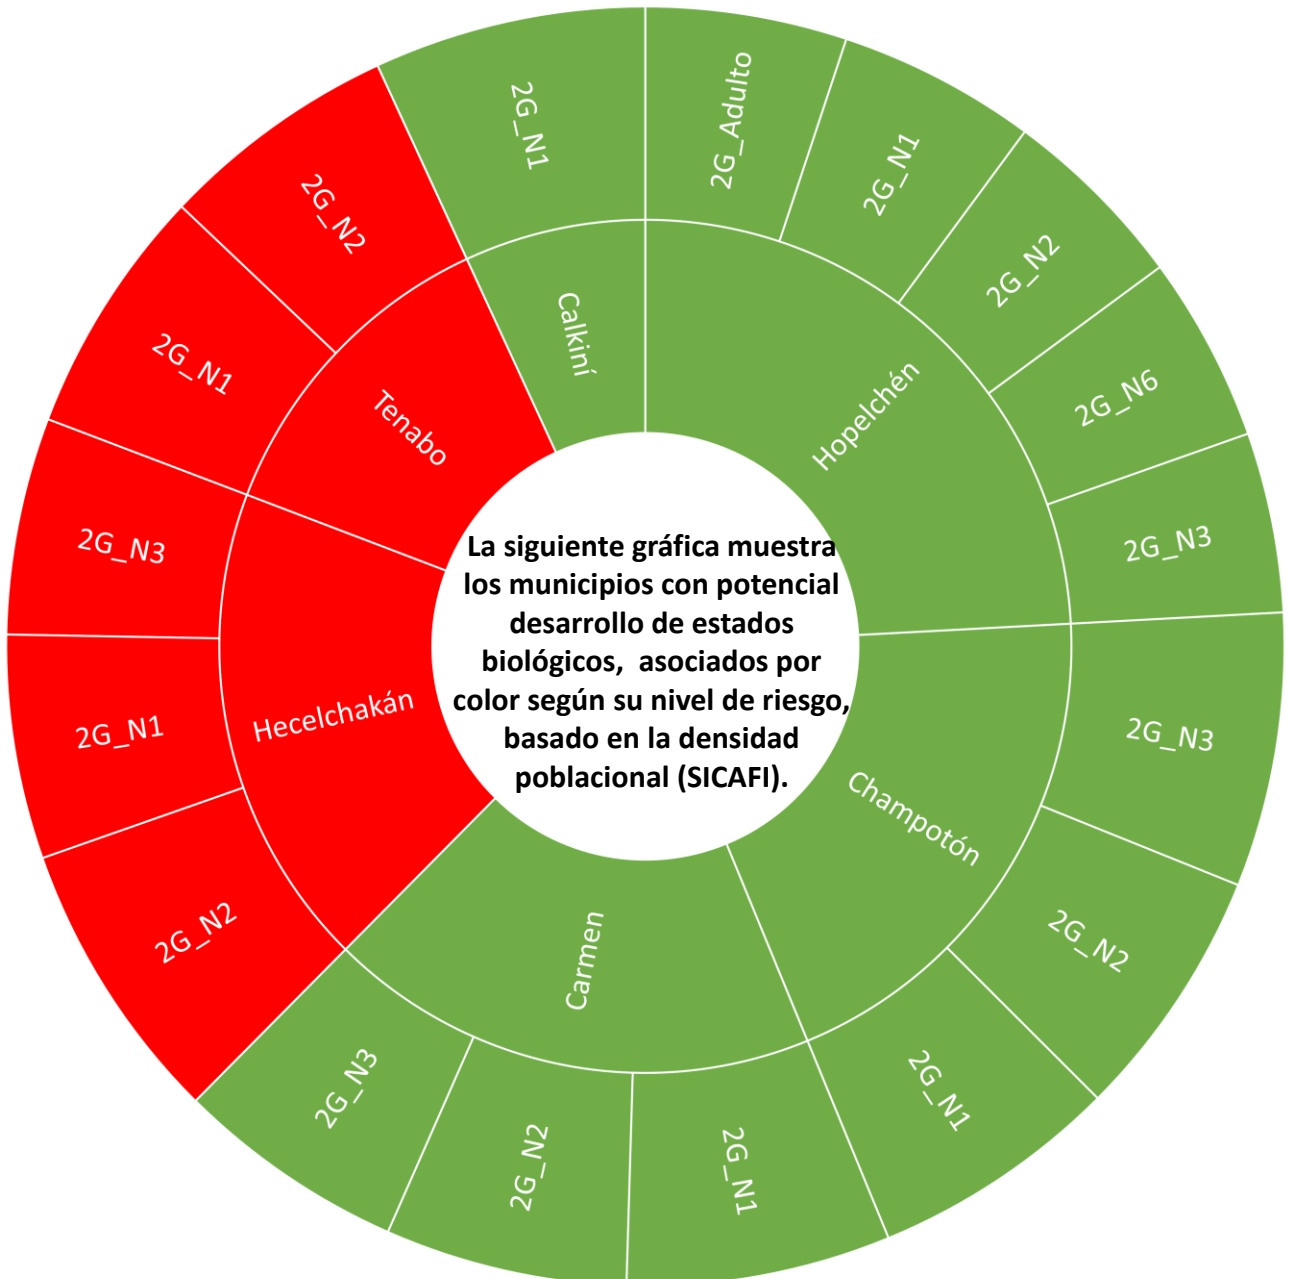 2G_Adulto
2G_N1
2G_N2
2G_N6
2G_N3
Hopelchén
2G_N3
2G_N2
2G_N1
Champotón
2G_N1
2G_N2
2G_N3
Carmen
2G_N2
2G_N1
2G_N3
Hecelchakán
2G_N1
2G_N2
Tenabo
2G_N1
Calkiní
La siguiente gráfica muestra
los municipios con potencial
desarrollo de estados
biológicos,  asociados por
color según su nivel de riesgo,
basado en la densidad
poblacional (SICAFI).